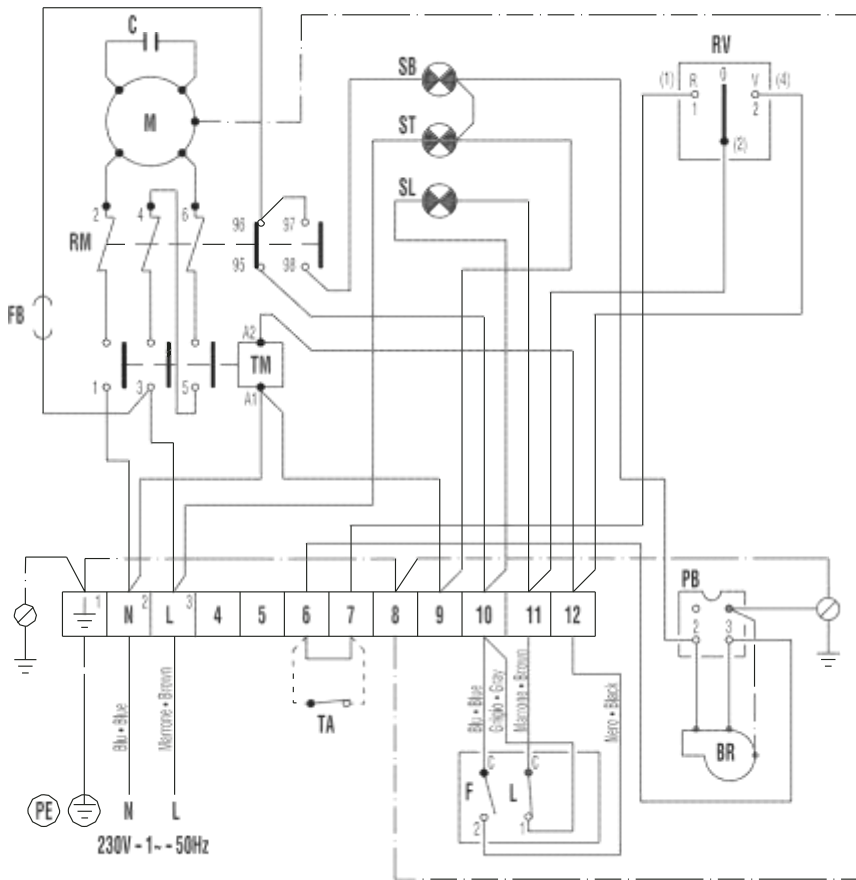 C
SB
RV
(1)
R
0
V
(4)
1
2
M
ST
(2)
SL
2
4
6
96
97
RM
95
98
FB
A2
TM
1
3
5
A1
1
N
2
L
3
4
5
6
7
8
9
10
11
12
PB
2
3
TA
Blu • Blue
Marrone • Brown
Blu • Blue
Grigio • Gray
Marrone • Brown
Nero • Black
BR
C
C
F
L
2
1
PE
N
L
230V - 1~ - 50Hz